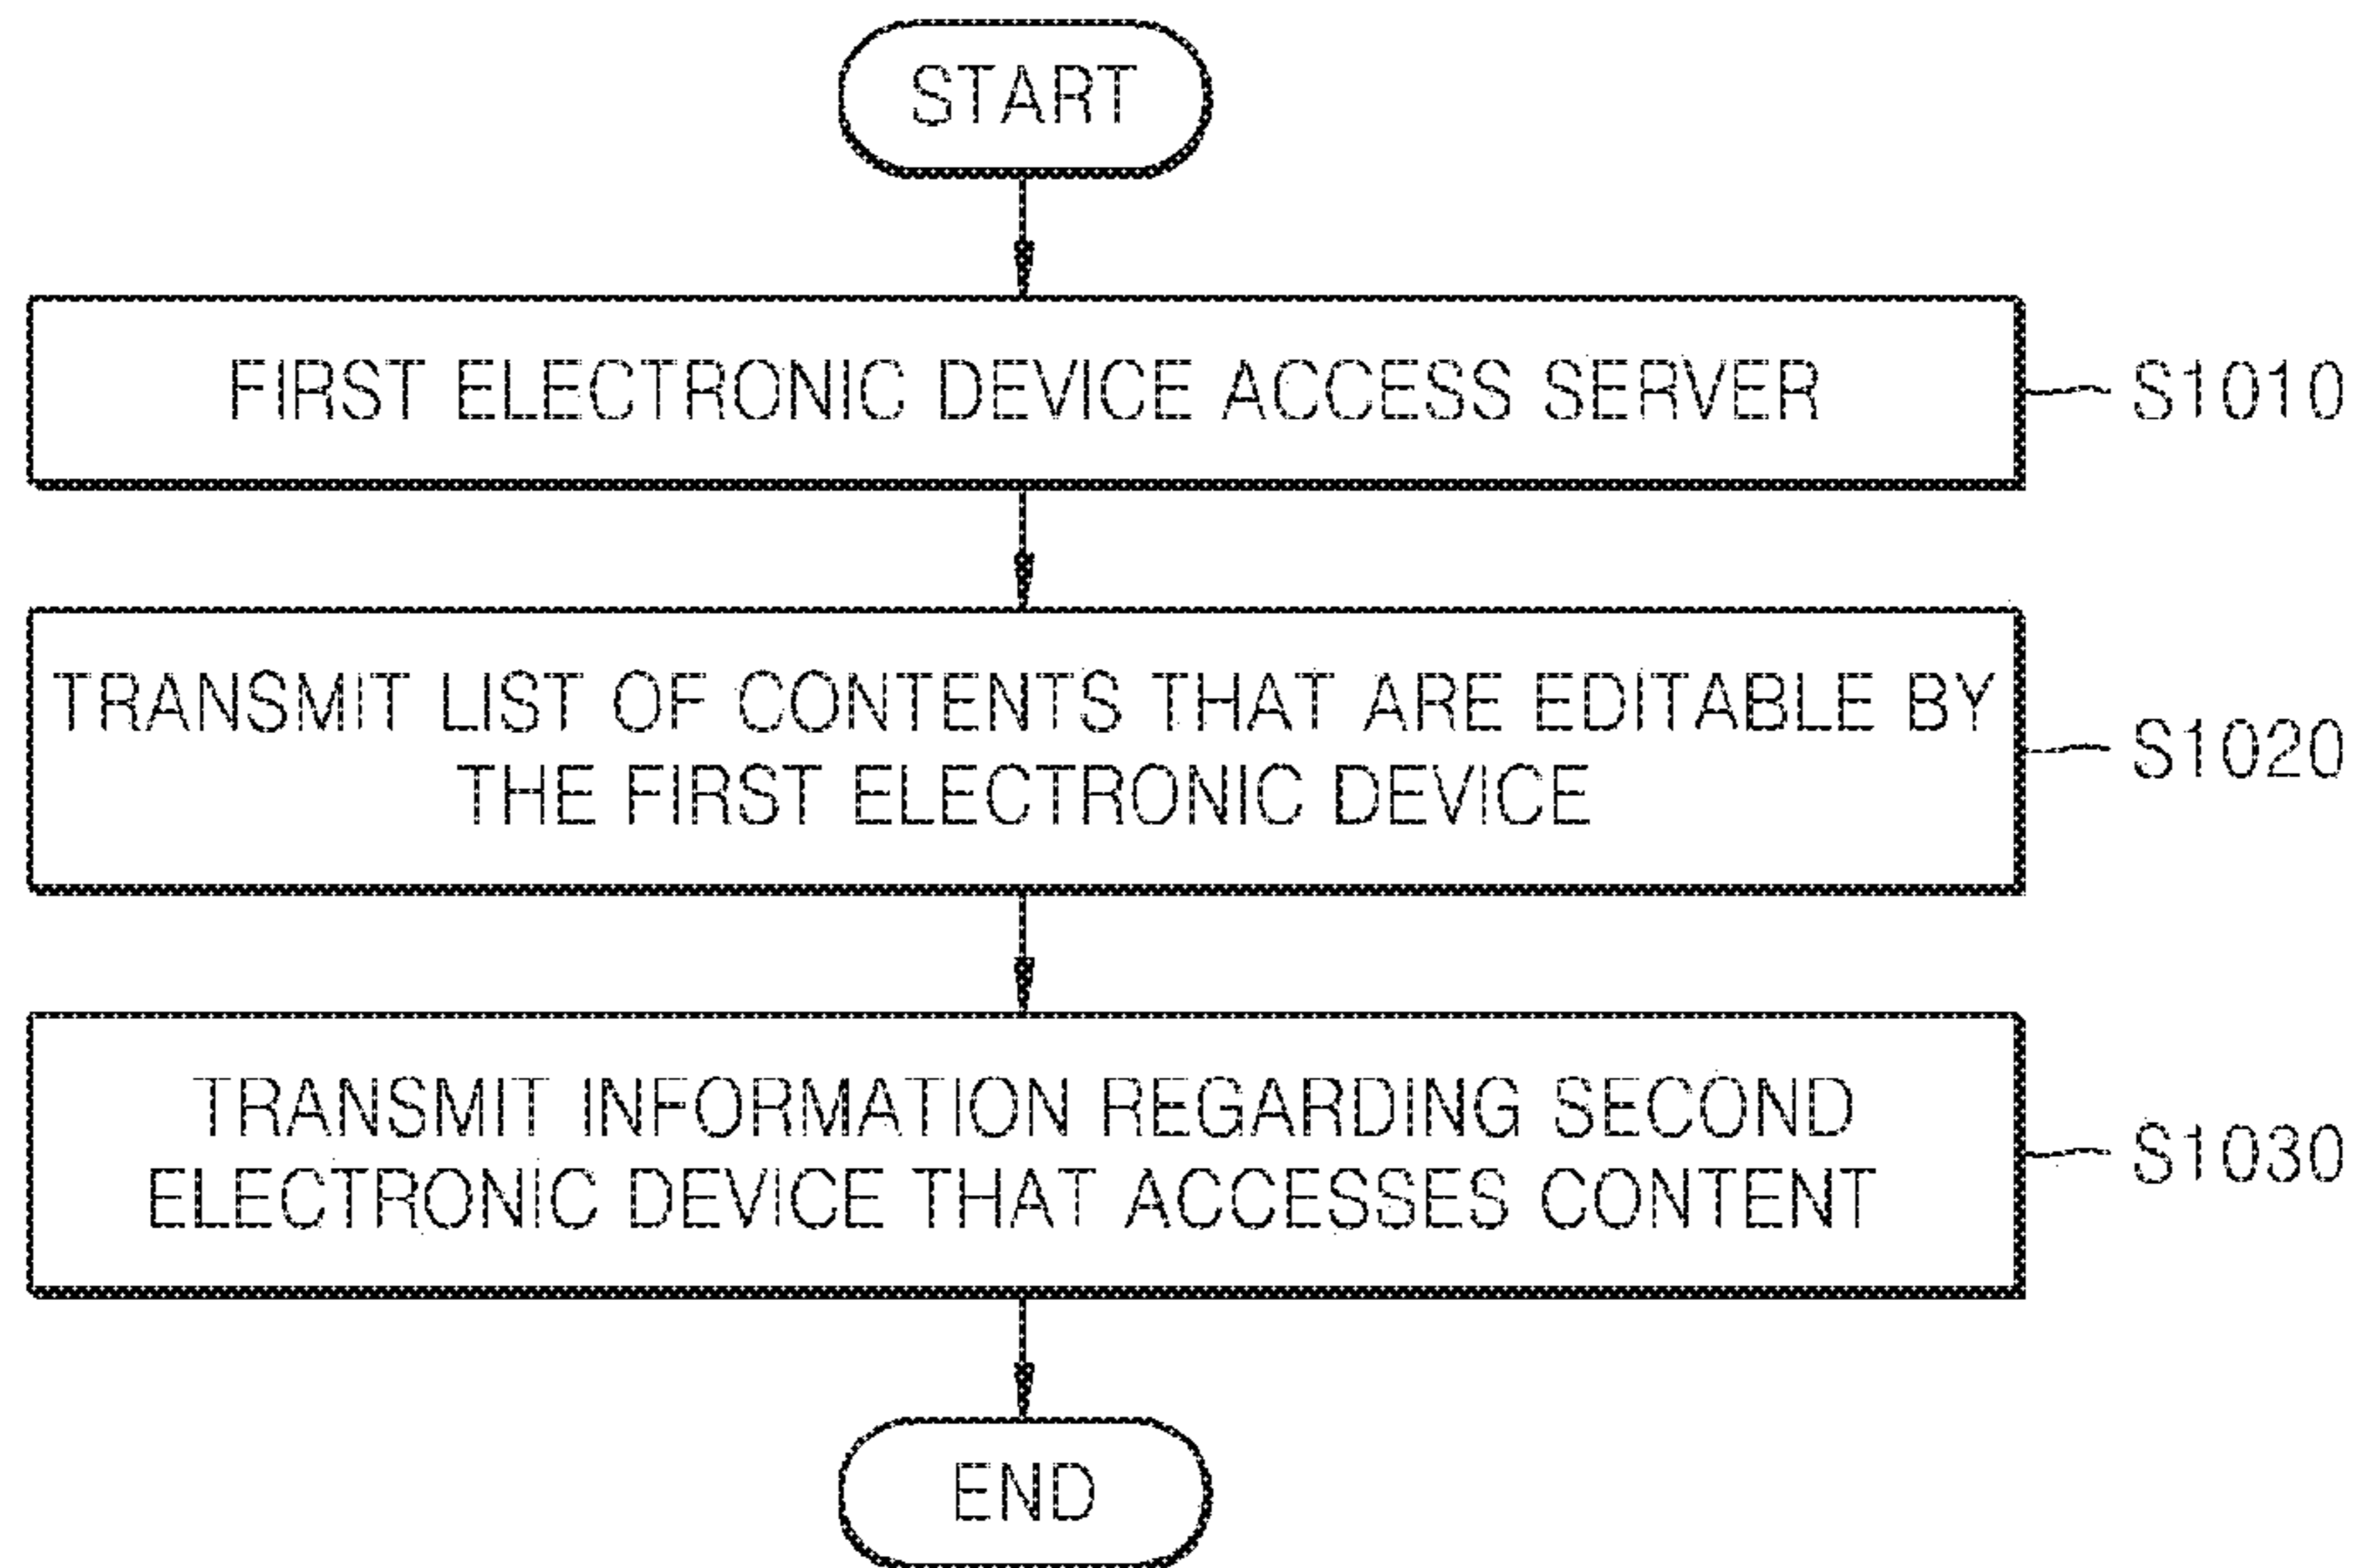 START
FIRST ELECTRONIC DEVICE ACCESS SERVER
S1010
TRANSMIT LIST OF CONTENTS THAT ARE EDITABLE BY
THE FIRST ELECTRONIC DEVICE
S1020
TRANSMIT INFORMATION REGARDING SECOND
ELECTRONIC DEVICE THAT ACCESSES CONTENT
S1030
END